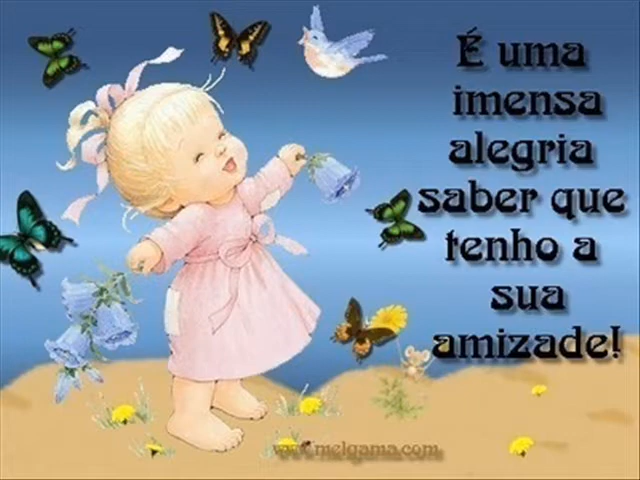 É uma
imensa
alegria
saber que
tenho a
sua
amizade!
www.melgama.com